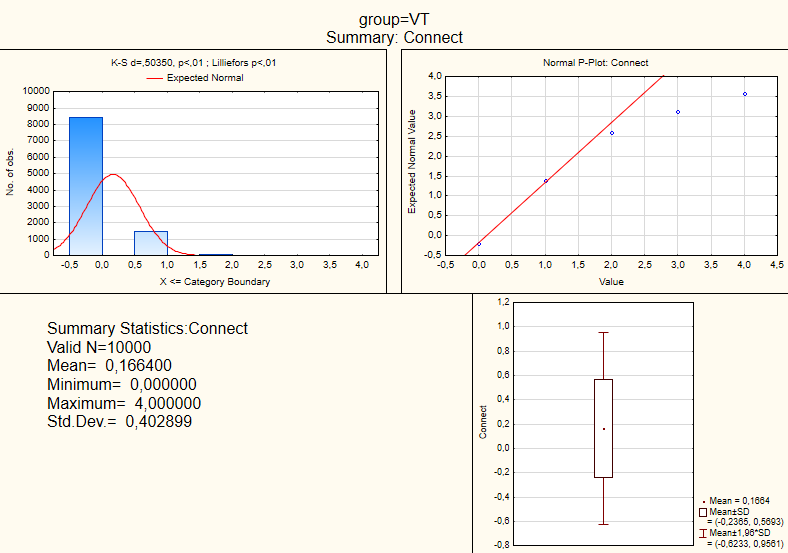 group=VT
Summary: Connect
K-S d=,50350, p<,01 ; Lilliefors p<,01
Expected Normal
No. of obs.
10000
9000
8000
7000
6000
5000
4000
3000
2000
1000
0
-0,5 0,0 0,5 1,0 1,5 2,0 2,5 3,0 3,5 4,0
X <= Category Boundary
Normal P-Plot: Connect
Expected Normal Value
4,0
3,5
3,0
2,5
2,0
1,5
1,0
0,5
0,0
-0,5
-0,5 0,0 0,5 1,0 1,5 2,0 2,5 3,0 3,5 4,0 4,5
Value
Summary Statistics:Connect
Valid N=10000
Mean= 0,166400
Minimum= 0,000000
Maximum= 4,000000
Std.Dev.= 0,402899
Connect
1,2
1,0
0,8
0,6
0,4
0,2
0,0
-0,2
-0,4
-0,6
-0,8
Mean = 0,1664
Mean±SD
= (-0,2365, 0,5693)
Mean±1,96*SD
= (-0,6233, 0,9561)